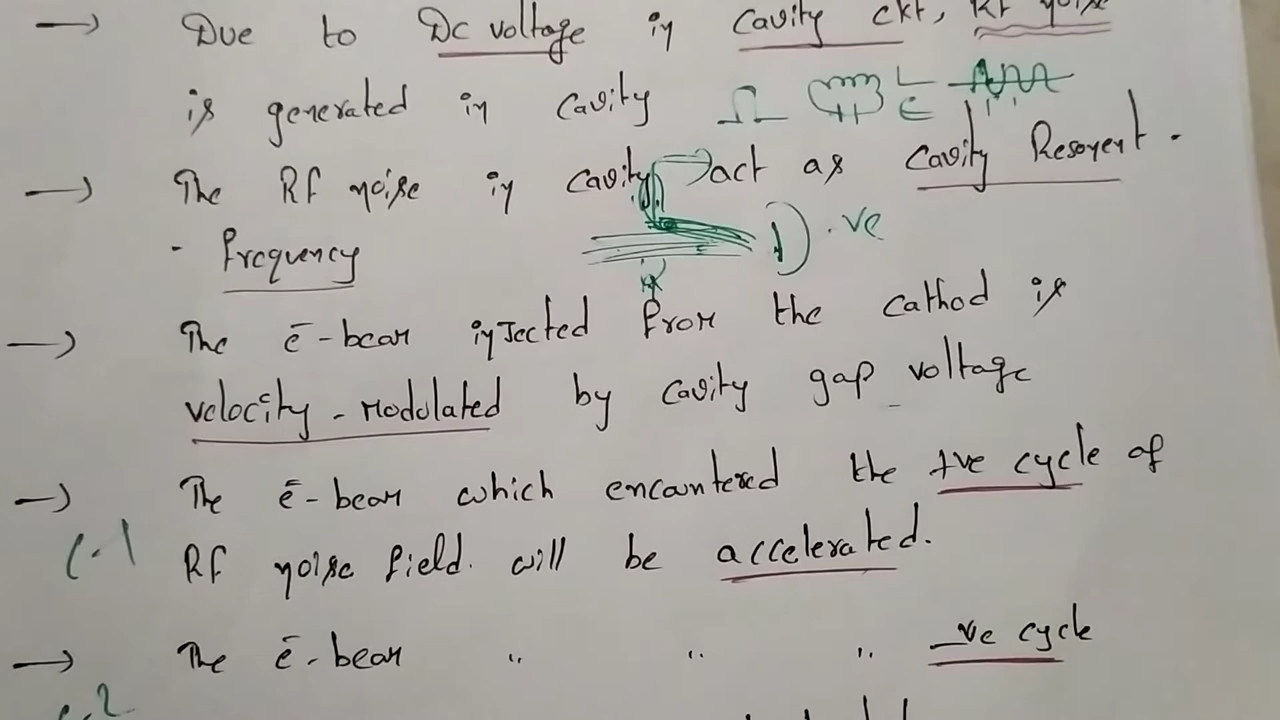 → Due to Dc voltage in Cavity ckt, RF noise
is generated in Cavity L C
→ The RF noise in Cavity act as Cavity Resonent.
- frequency -ve
→ The ē-beam injected from the cathod is
velocity-Modulated by cavity gap voltage
→ The ē-beam which encauntered the +ve cycle of
RF noise field. will be accelerated.
→ The ē-beam " " " -ve cycle